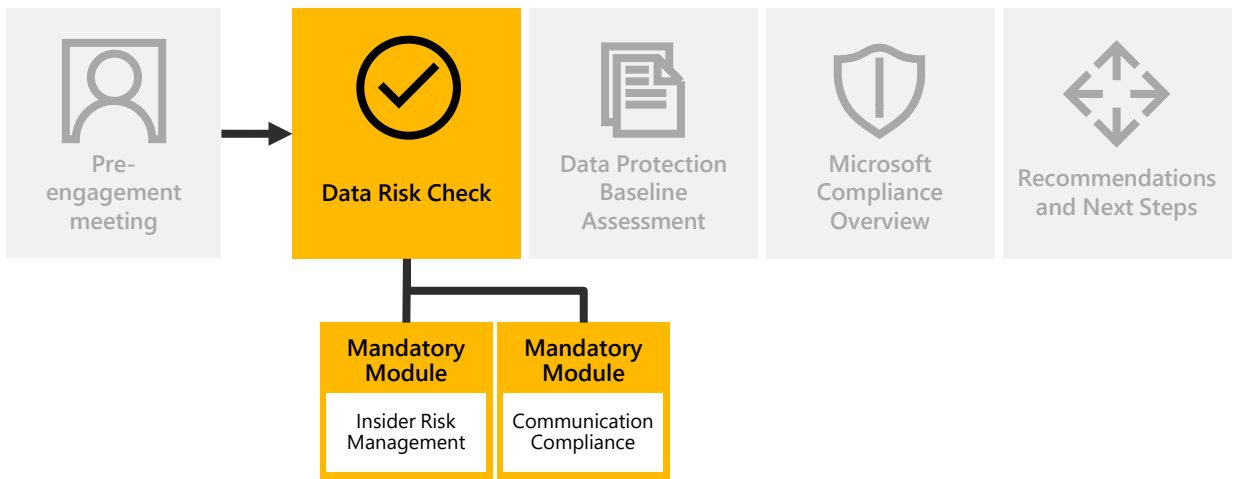 Pre-
engagement
meeting
Data Risk Check
Data Protection
Baseline
Assessment
Microsoft
Compliance
Overview
Recommendations
and Next Steps
Mandatory
Module
Insider Risk
Management
Mandatory
Module
Communication
Compliance